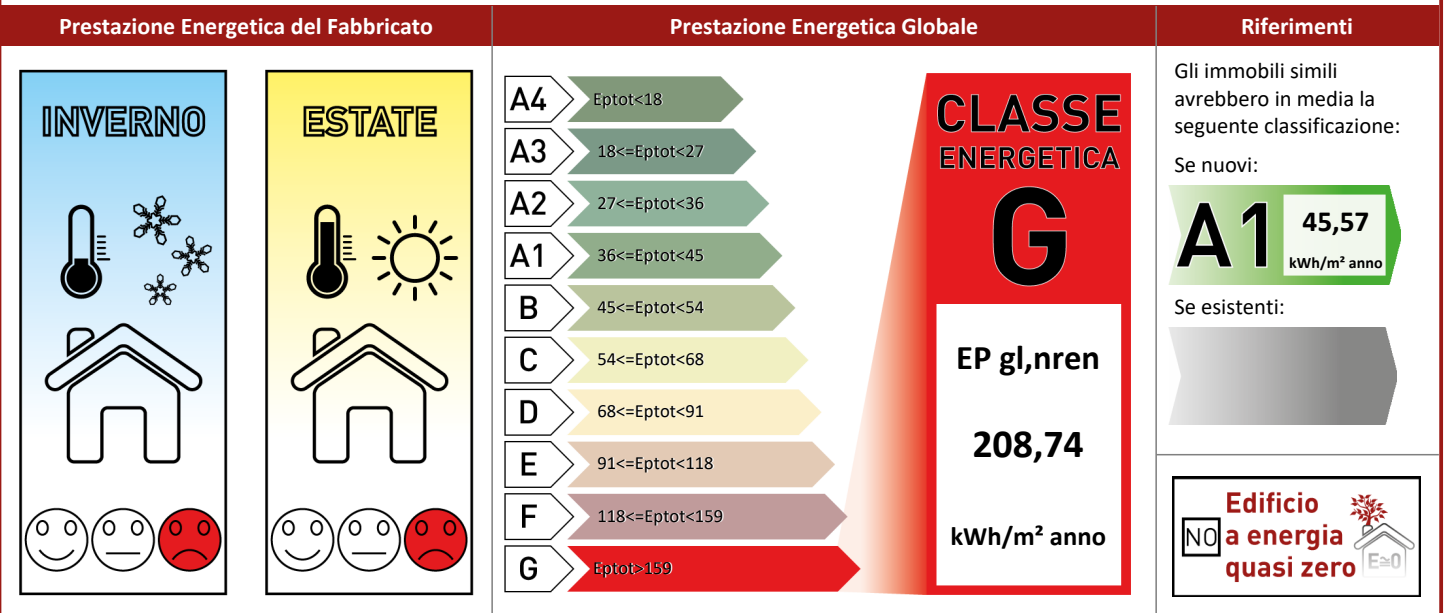 Prestazione Energetica del Fabbricato
Prestazione Energetica Globale
Riferimenti
INVERNO
ESTATE
A4
Eptot<18
A3
18<=Eptot<27
A2
27<=Eptot<36
A1
36<=Eptot<45
B
45<=Eptot<54
C
54<=Eptot<68
D
68<=Eptot<91
E
91<=Eptot<118
F
118<=Eptot<159
G
Eptot>159
CLASSE
ENERGETICA
G
EP gl,nren
208,74
kWh/m² anno
Gli immobili simili
avrebbero in media la
seguente classificazione:
Se nuovi:
A1
45,57
kWh/m² anno
Se esistenti:
Edificio
NO a energia
quasi zero
E≅0